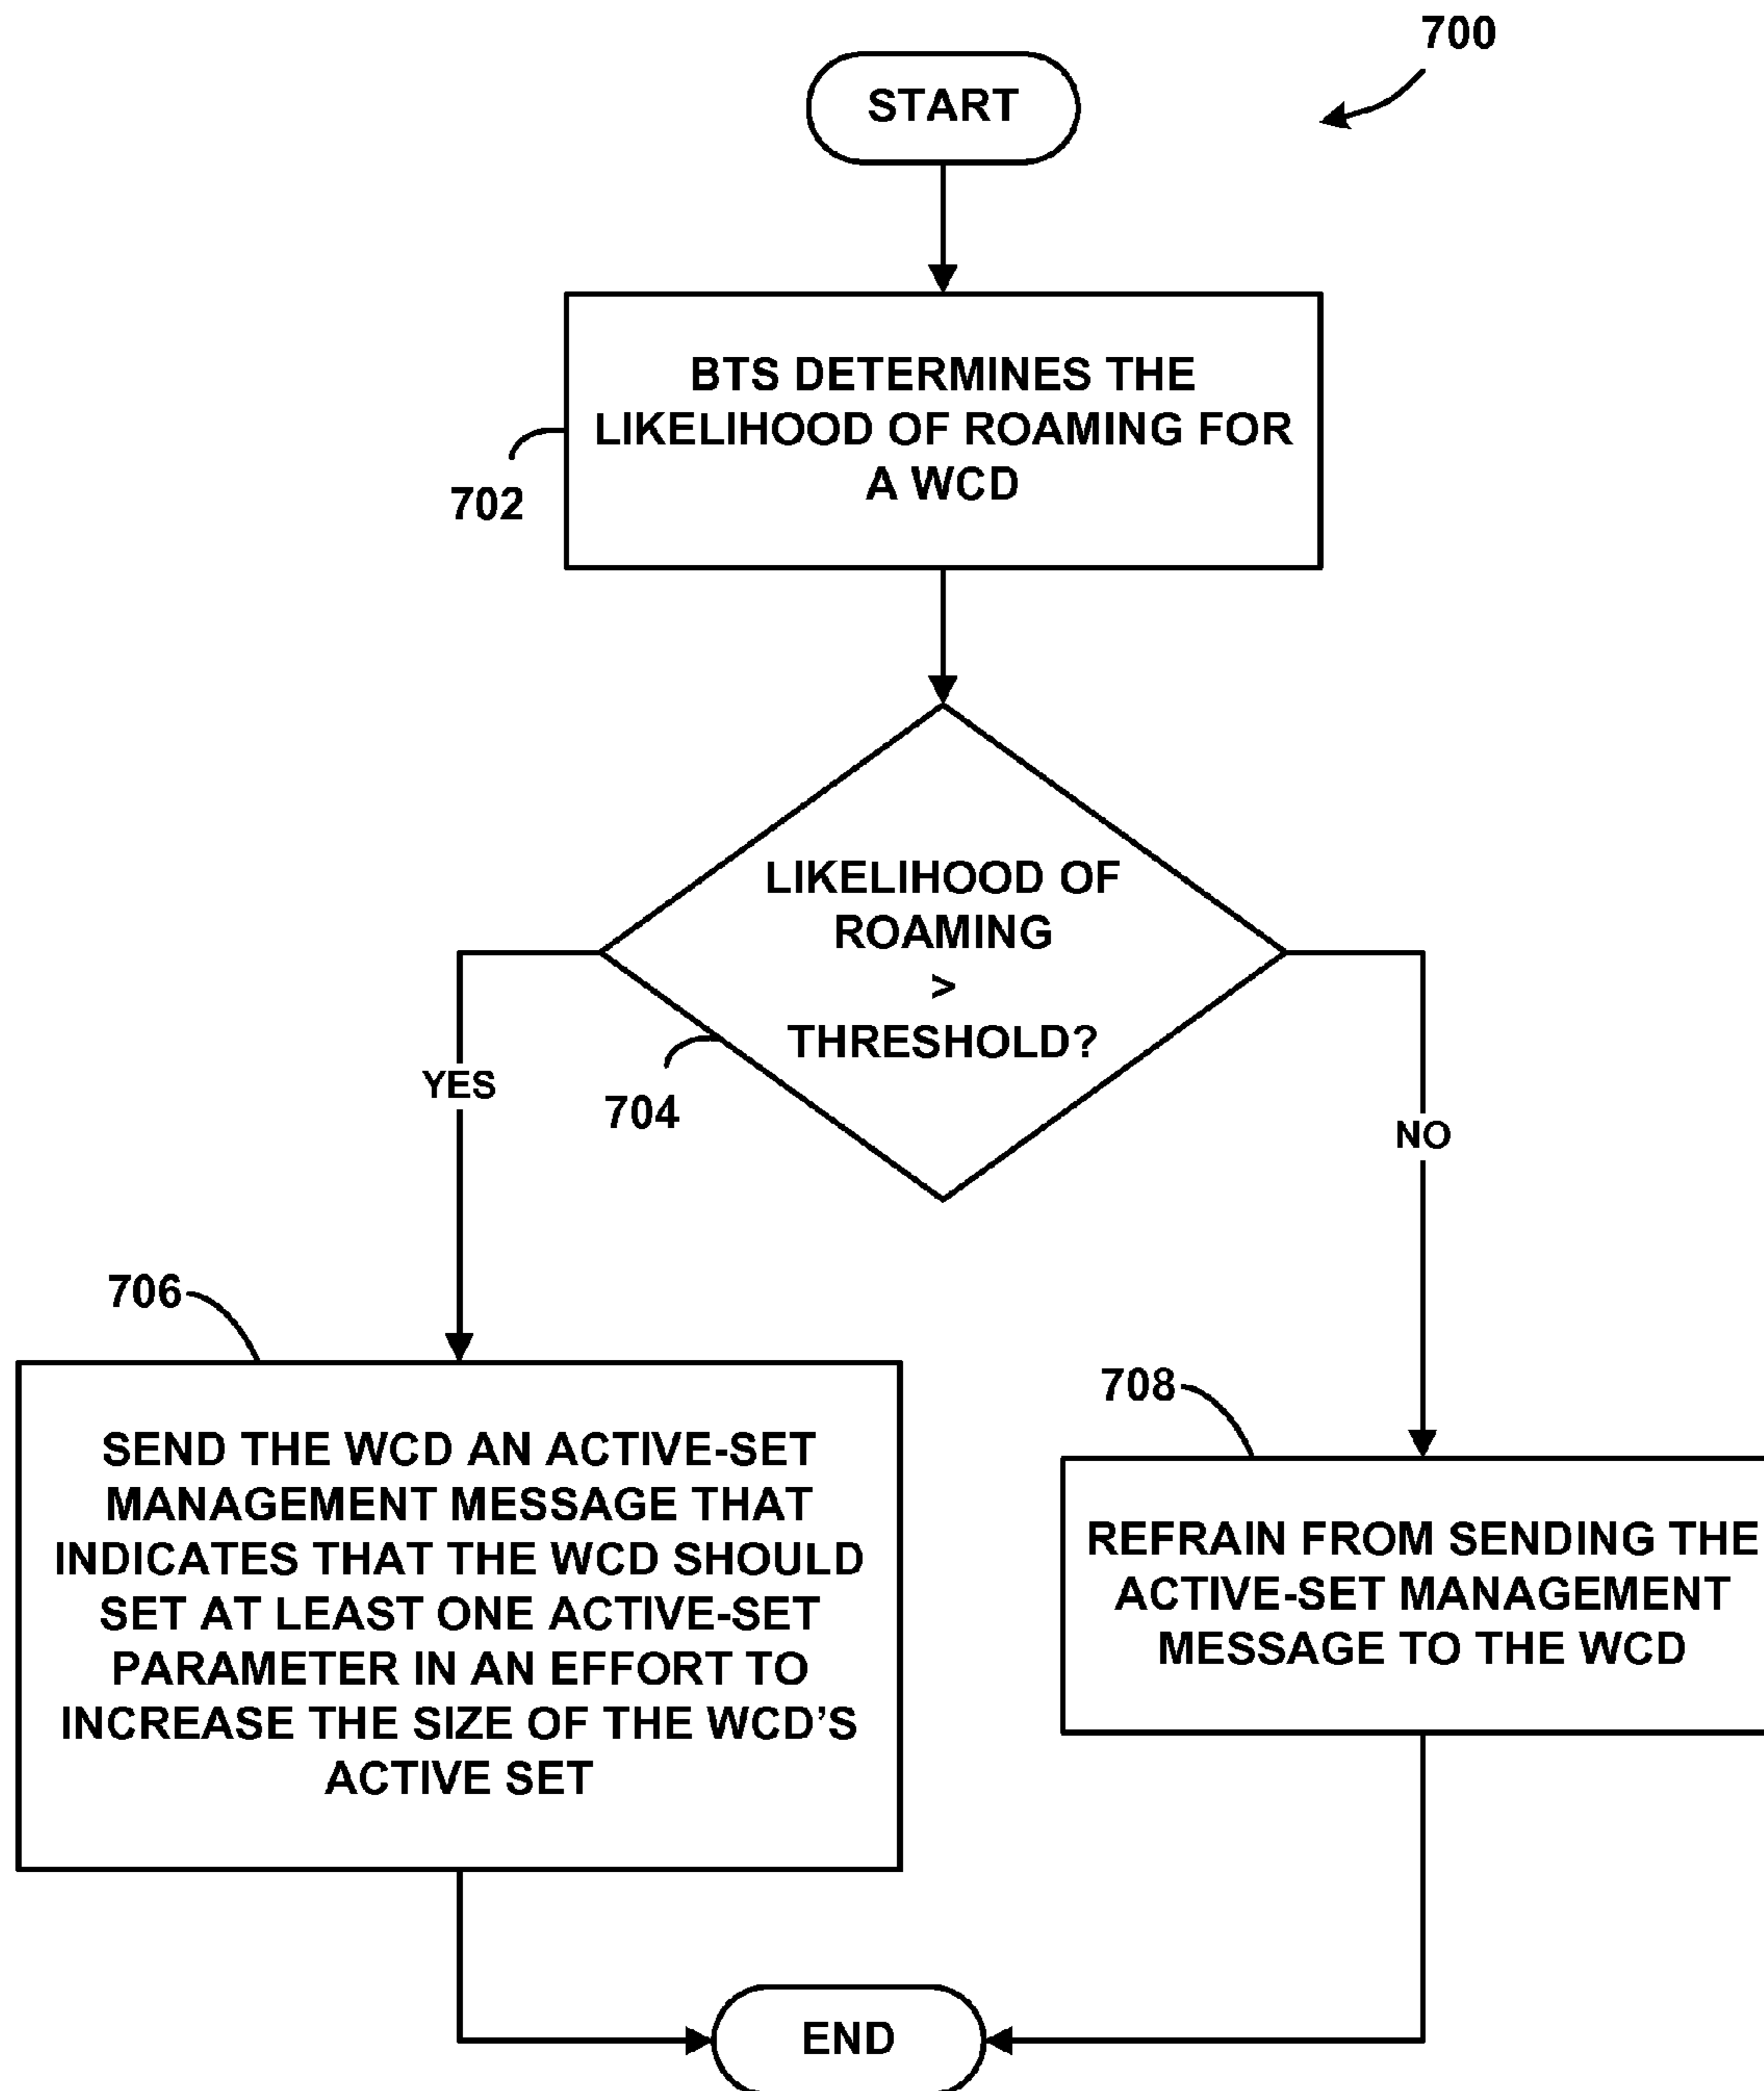 700
START
BTS DETERMINES THE
LIKELIHOOD OF ROAMING FOR
A WCD
702
LIKELIHOOD OF
ROAMING
>
THRESHOLD?
704
YES
NO
706
SEND THE WCD AN ACTIVE-SET
MANAGEMENT MESSAGE THAT
INDICATES THAT THE WCD SHOULD
SET AT LEAST ONE ACTIVE-SET
PARAMETER IN AN EFFORT TO
INCREASE THE SIZE OF THE WCD’S
ACTIVE SET
708
REFRAIN FROM SENDING THE
ACTIVE-SET MANAGEMENT
MESSAGE TO THE WCD
END